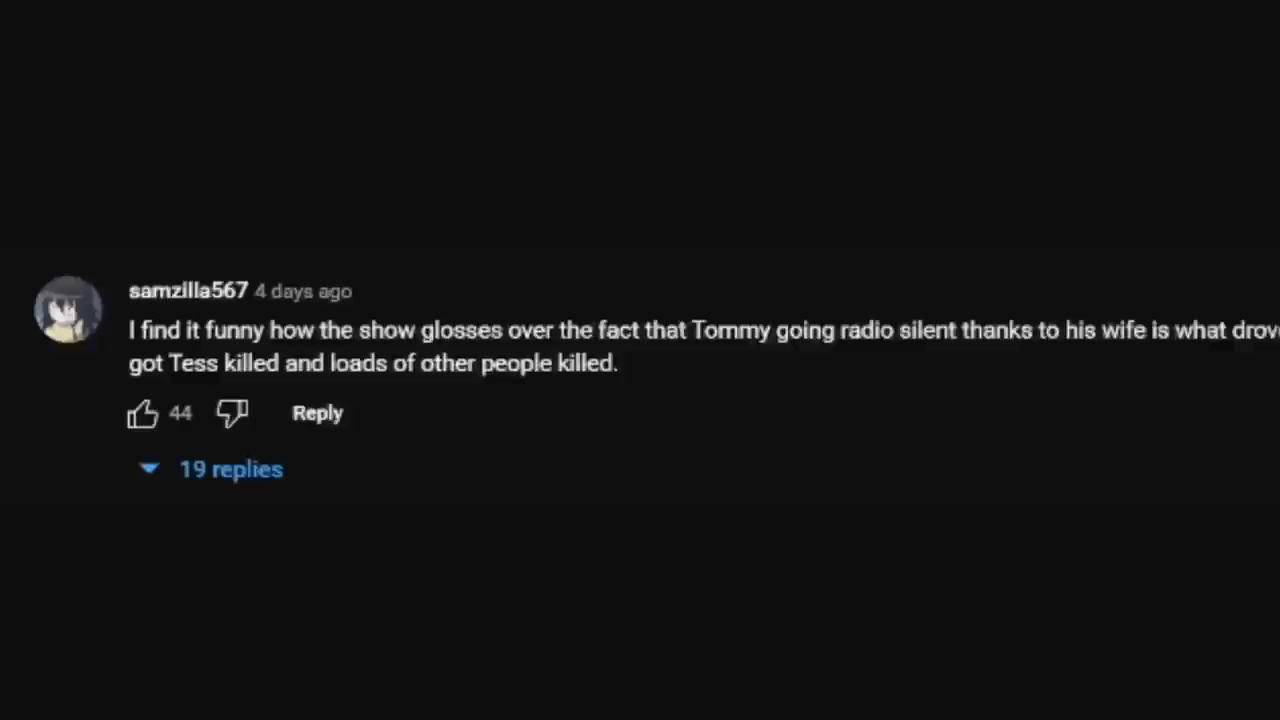 samzilla567 4 days ago
I find it funny how the show glosses over the fact that Tommy going radio silent thanks to his wife is what
got Tess killed and loads of other people killed.
44 Reply
19 replies